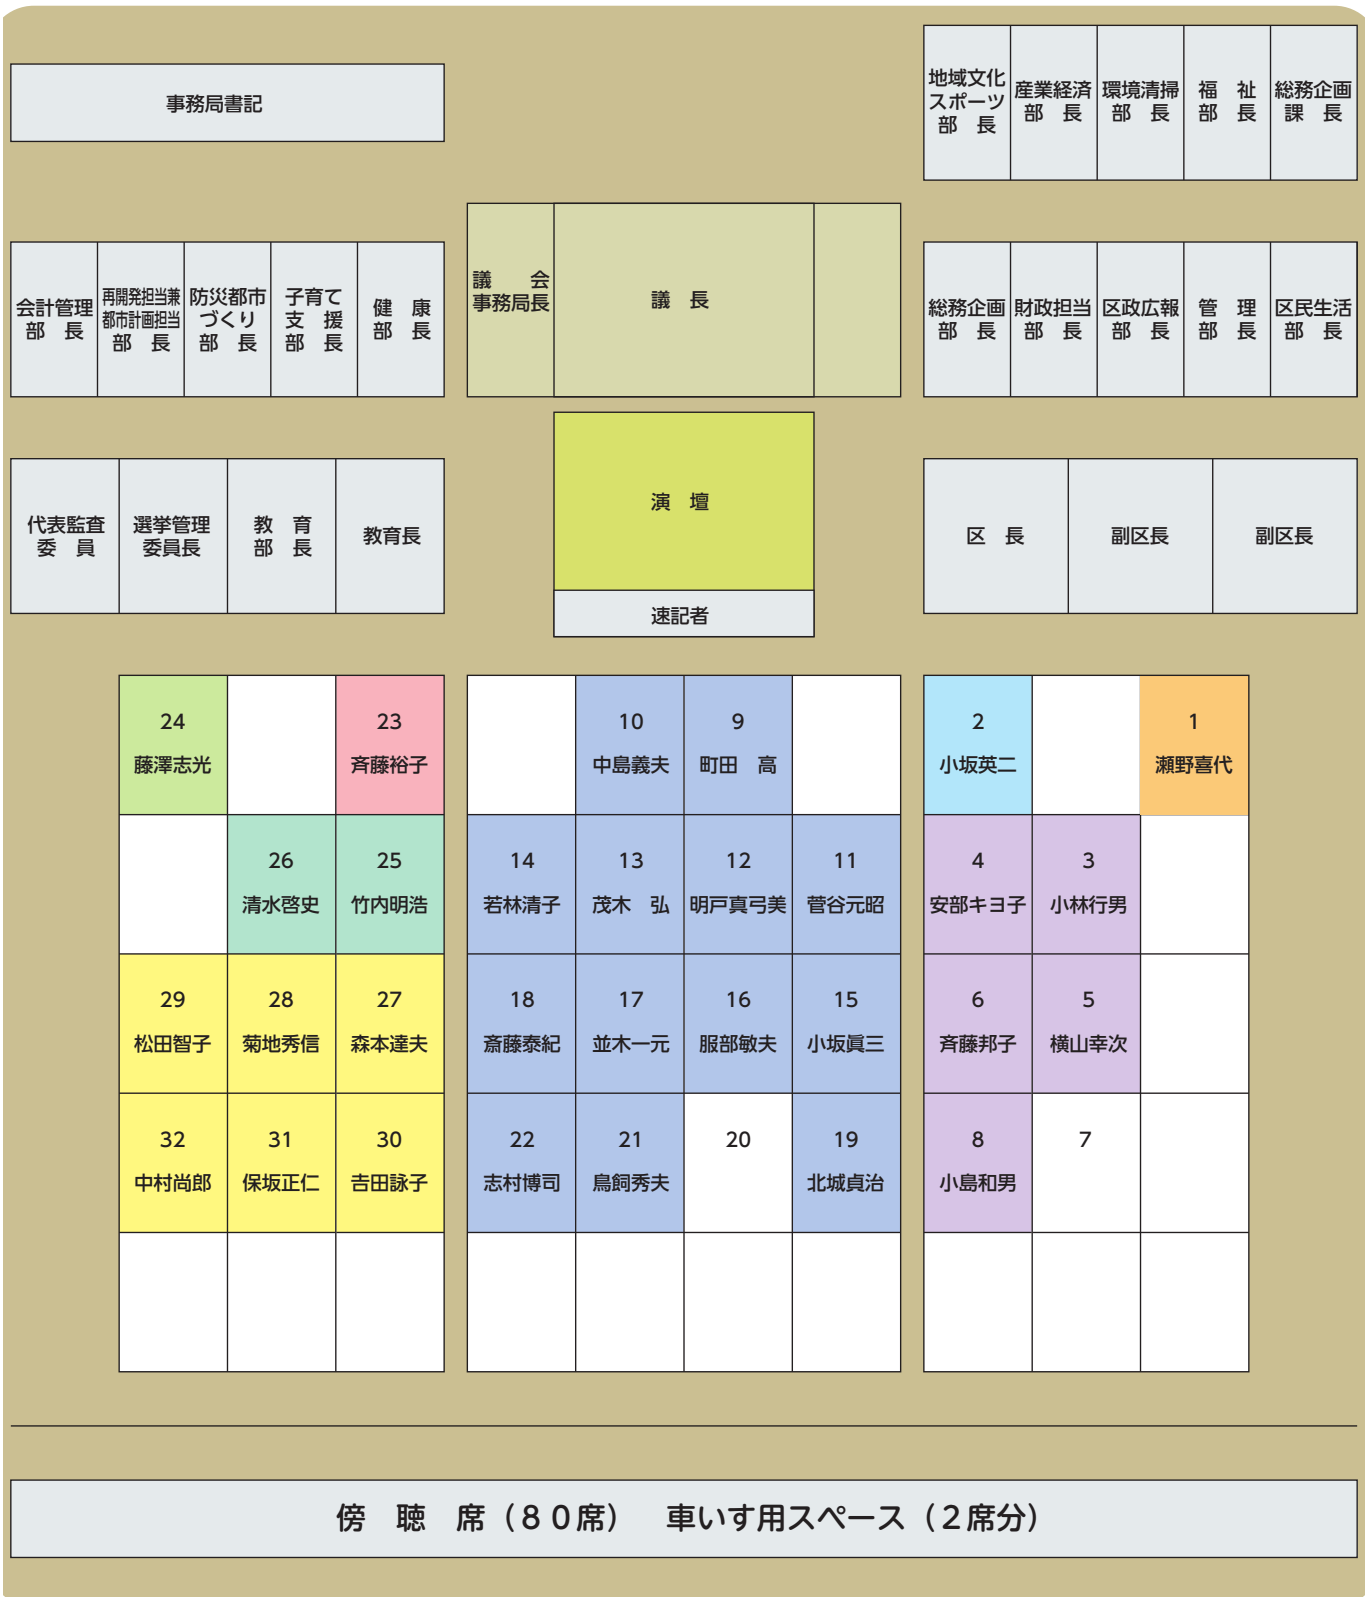 事務局書記
地域文化
スポーツ
部　長
産業経済
部　長
環境清掃
部　長
福　祉
部　長
総務企画
課　長
会計管理
部　長
再開発担当兼
都市計画担当
部　長
防災都市
づくり
部　長
子育て
支　援
部　長
健　康
部　長
議　　会
事務局長
議　長
総務企画
部　長
財政担当
部　長
区政広報
部　長
管　理
部　長
区民生活
部　長
代表監査
委　員
選挙管理
委員長
教　育
部　長
教育長
演　壇
速記者
区　長
副区長
副区長
24
藤澤志光
23
斉藤裕子
10
中島義夫
9
町田　高
2
小坂英二
1
瀬野喜代
26
清水啓史
25
竹内明浩
14
若林清子
13
茂木　弘
12
明戸真弓美
11
菅谷元昭
4
安部キヨ子
3
小林行男
29
松田智子
28
菊地秀信
27
森本達夫
18
斎藤泰紀
17
並木一元
16
服部敏夫
15
小坂眞三
6
斉藤邦子
5
横山幸次
32
中村尚郎
31
保坂正仁
30
吉田詠子
22
志村博司
21
鳥飼秀夫
20
19
北城貞治
8
小島和男
7
傍　聴　席（８０席）　車いす用スペース（２席分）